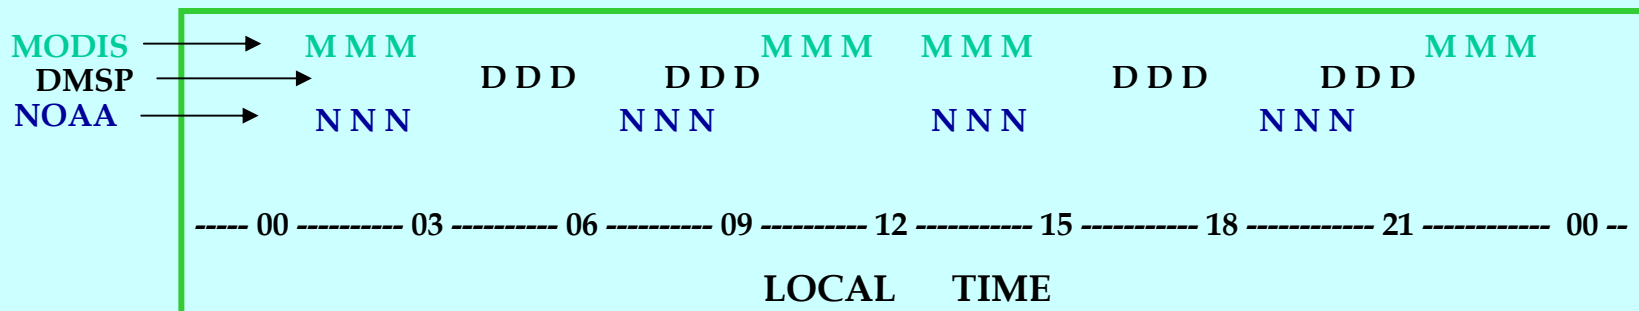 MODIS M M M M M M M M M M M M
DMSP D D D D D D D D D D D D
NOAA N N N N N N N N N N N N
----- 00 ---------- 03 ---------- 06 ---------- 09 ---------- 12 ----------- 15 ----------- 18 ------------ 21 ------------ 00 --
LOCAL TIME